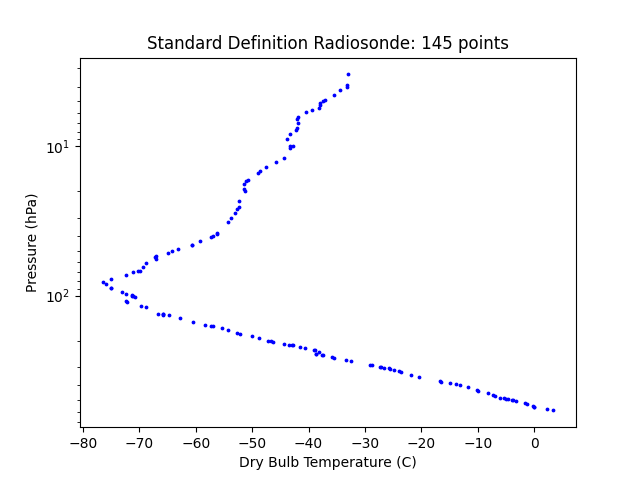 Standard Definition Radiosonde: 145 points
Pressure (hPa)
10¹
10²
−80 −70 −60 −50 −40 −30 −20 −10 0
Dry Bulb Temperature (C)